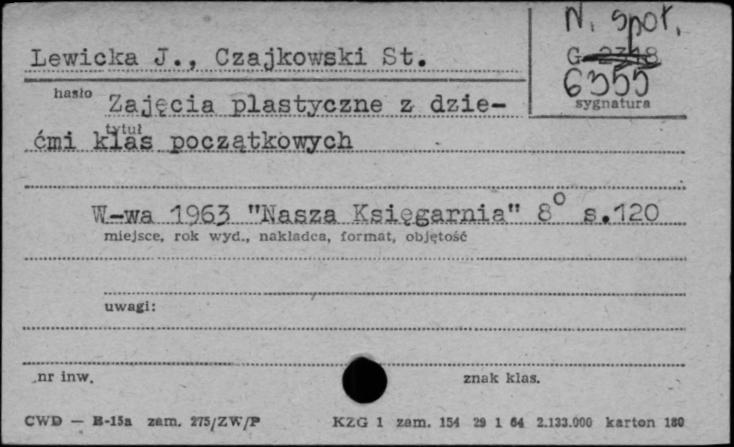 N. społ.
Lewicka J., Czajkowski St.
G-2718
6355
hasło
sygnatura
Zajęcia plastyczne z dzie-
tytuł
ćmi klas początkowych
W-wa 1963 "Nasza Księgarnia" 8° s.120
miejsce, rok wyd., nakładca, format, objętość
uwagi:
nr inw. znak klas.
CWD — B-15a zam. 275/ZW/P KZG 1 zam. 154 29 1 64 2.133.000 karton 180